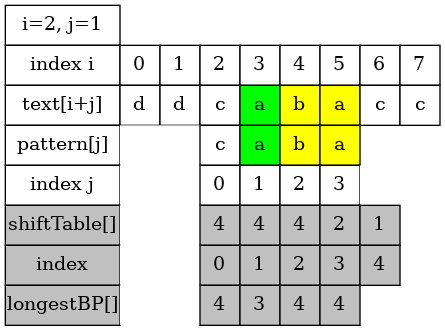 i=2, j=1
index i 0 1 2 3 4 5 6 7
text[i+j] d d c a b a c c
pattern[j] c a b a
index j 0 1 2 3
shiftTable[] 4 4 4 2 1
index 0 1 2 3 4
longestBP[] 4 3 4 4